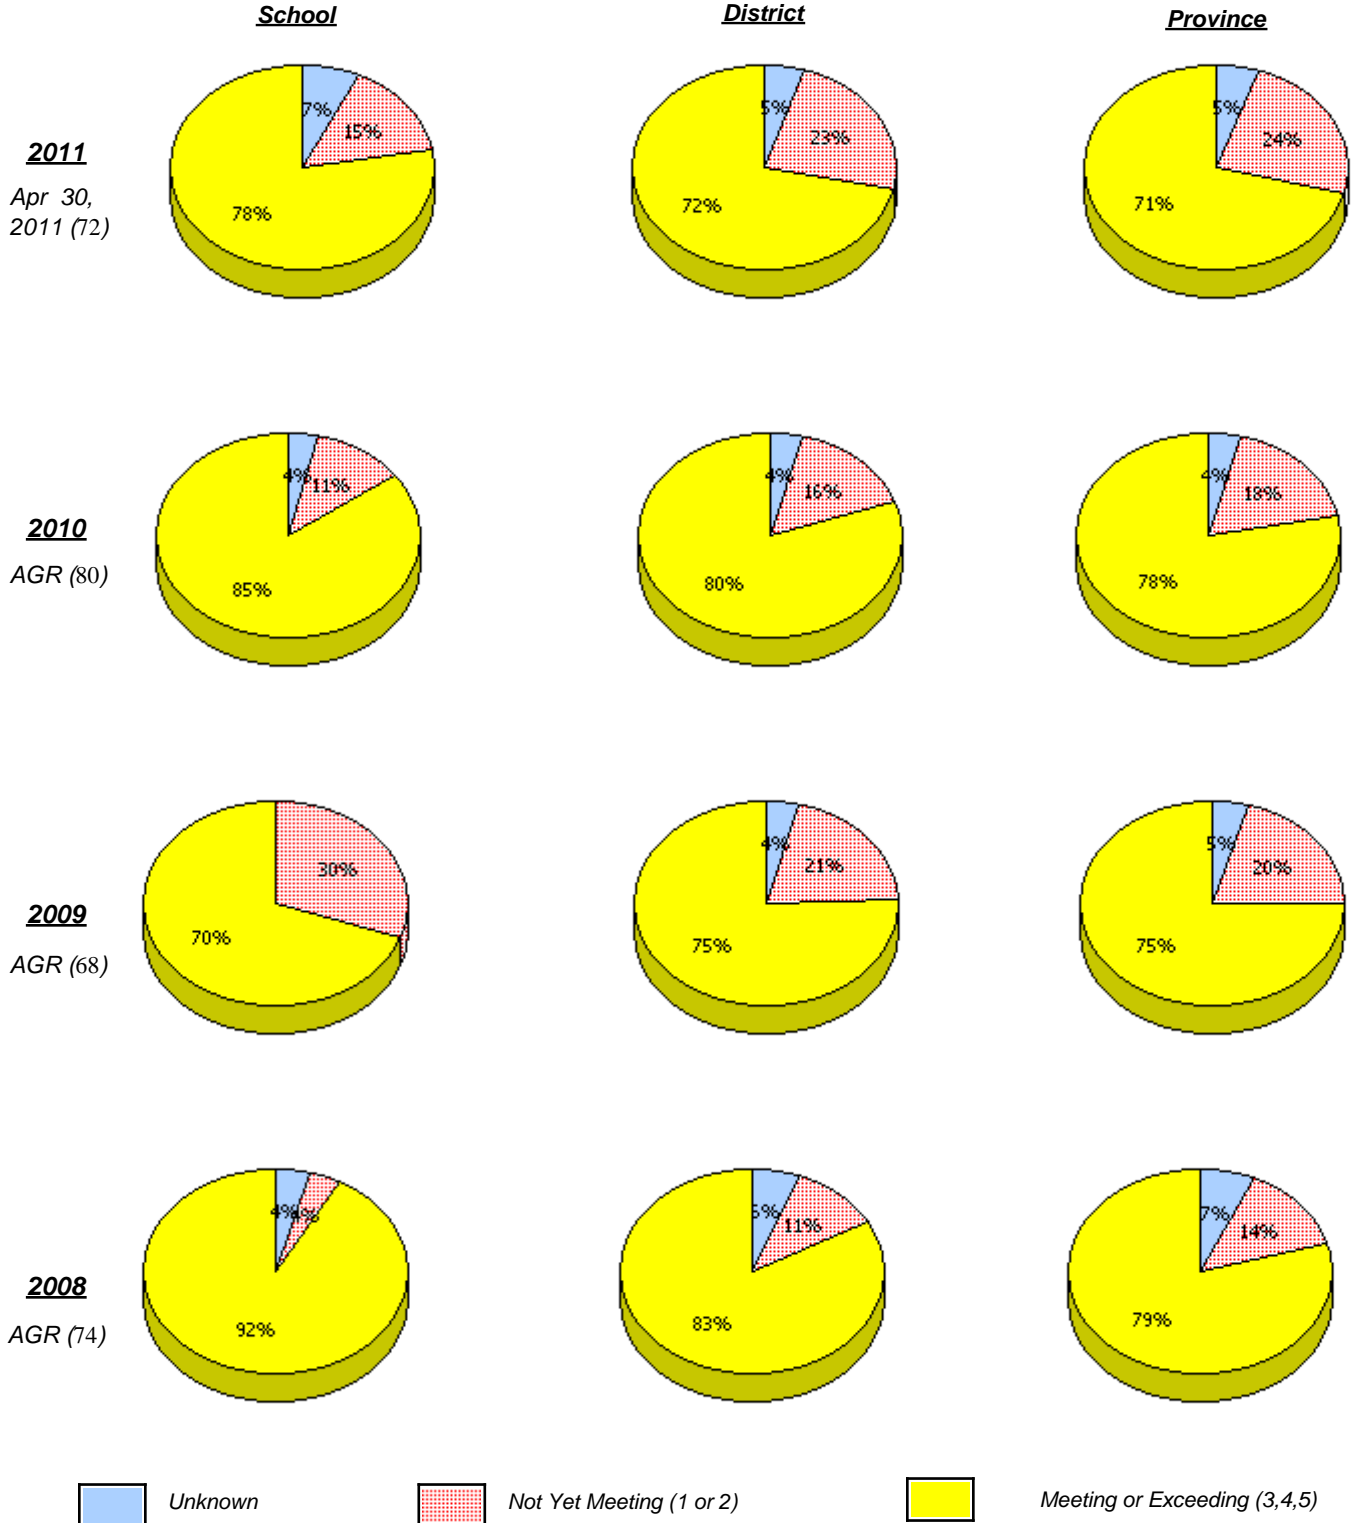 School District Province
7% 15% 78%
5% 23% 72%
5% 24% 71%
2011
Apr 30,
2011 (72)
4% 11% 85%
4% 16% 80%
4% 18% 78%
2010
AGR (80)
30% 70%
4% 21% 75%
5% 20% 75%
2009
AGR (68)
4% 4% 92%
11% 83%
7% 14% 79%
2008
AGR (74)
Unknown Not Yet Meeting (1 or 2) Meeting or Exceeding (3,4,5)